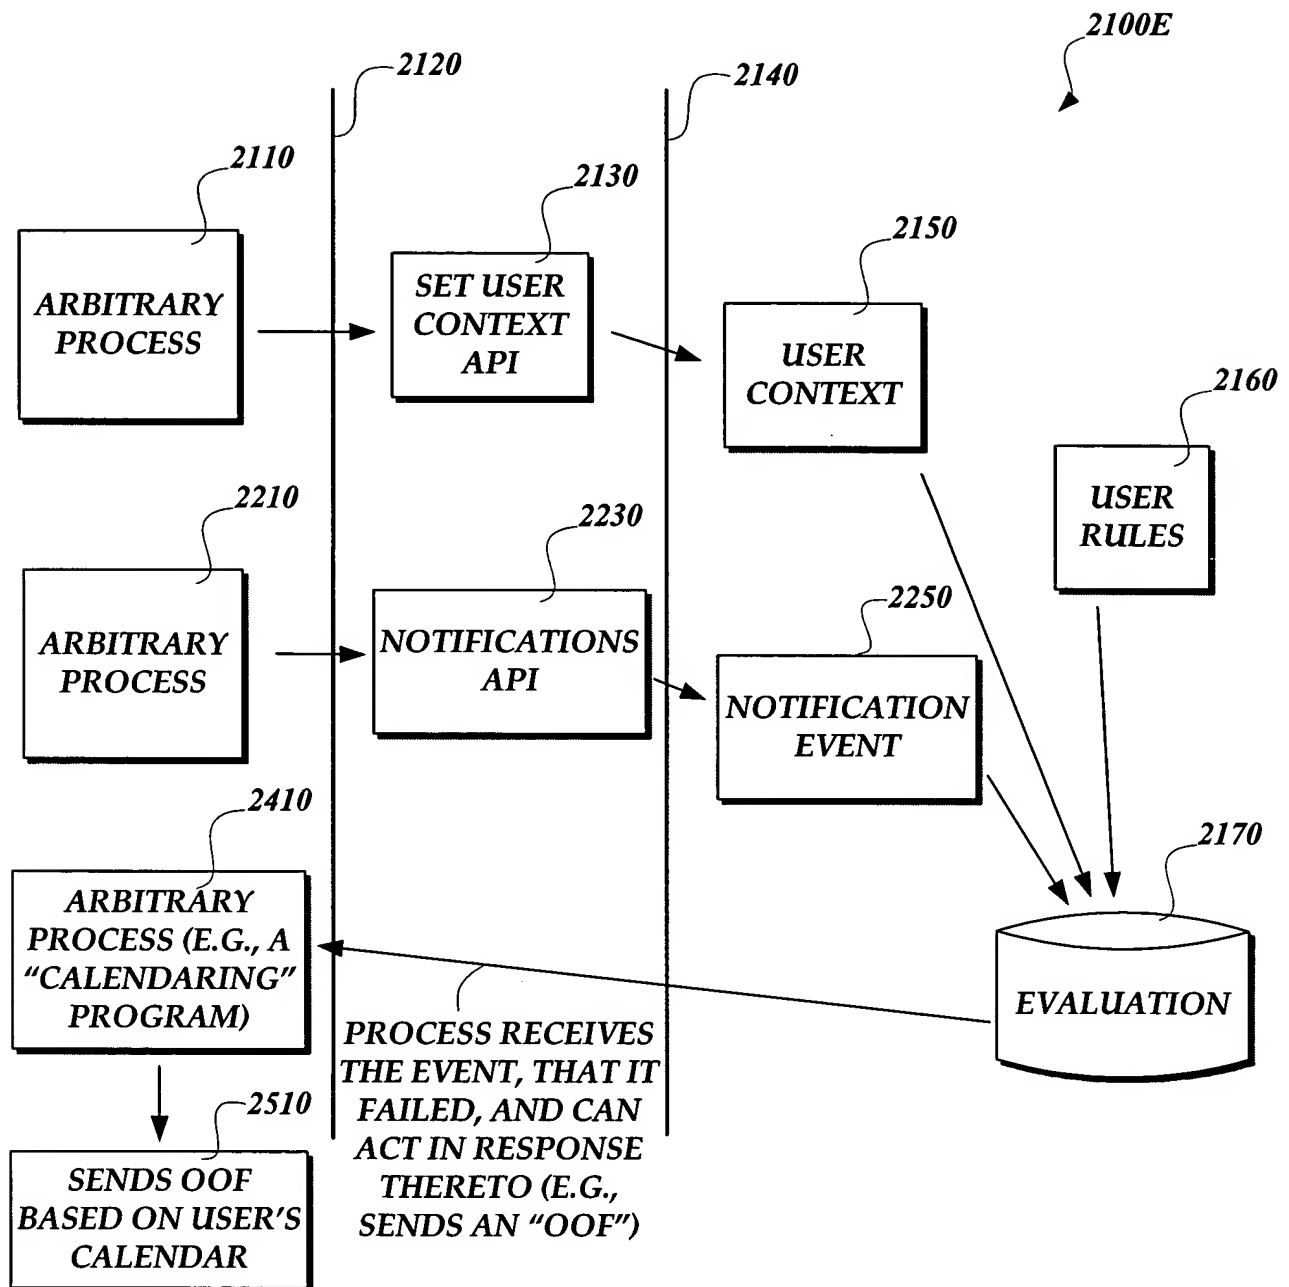 2100E
2120
2140
2110
2130
2150
ARBITRARY
PROCESS
SET USER
CONTEXT
API
USER
CONTEXT
2160
USER
RULES
2210
2230
2250
ARBITRARY
PROCESS
NOTIFICATIONS
API
NOTIFICATION
EVENT
2410
2170
ARBITRARY
PROCESS (E.G., A
“CALENDARING”
PROGRAM)
EVALUATION
PROCESS RECEIVES
THE EVENT, THAT IT
FAILED, AND CAN
ACT IN RESPONSE
THERETO (E.G.,
SENDS AN “OOF”)
2510
SENDS OOF
BASED ON USER'S
CALENDAR